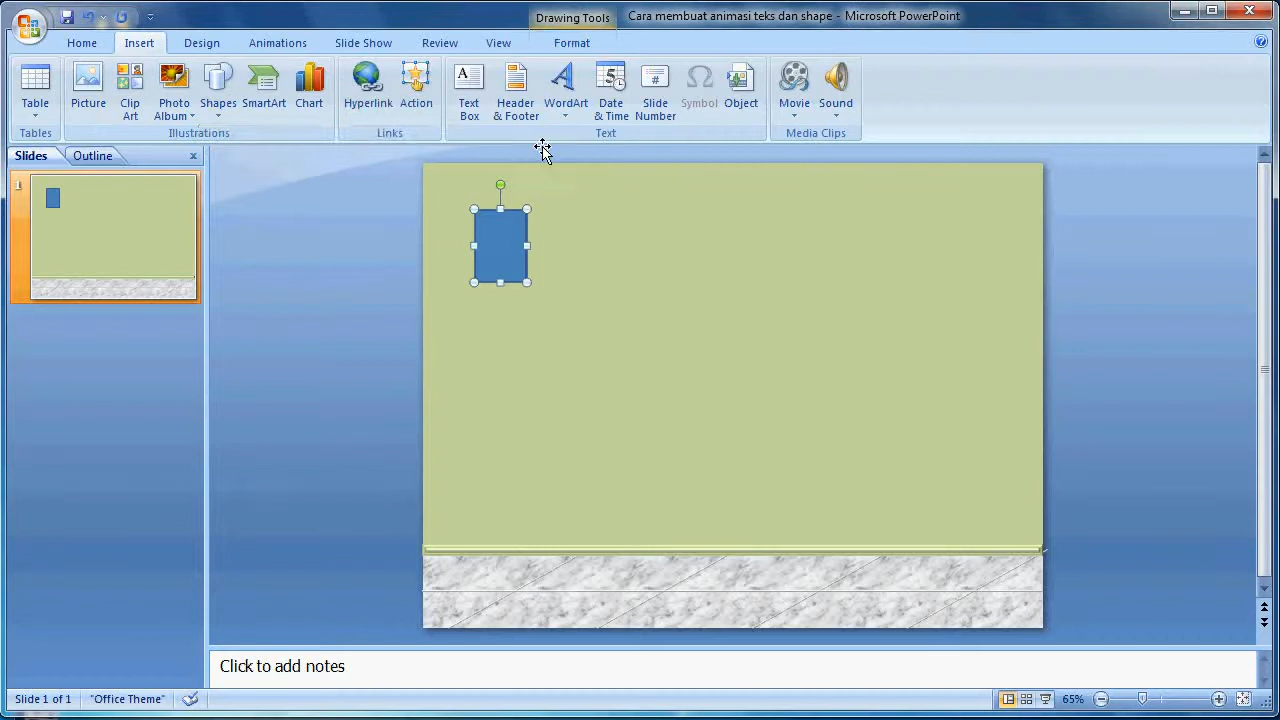 Drawing Tools
Cara membuat animasi teks dan shape - Microsoft PowerPoint
Home Insert Design Animations Slide Show Review View Format
Table Picture Clip Art Photo Album Shapes SmartArt Chart Hyperlink Action Text Box Header & Footer WordArt Date & Time Slide Number Symbol Object Movie Sound
Tables Illustrations Links Text Media Clips
Slides Outline
1
Click to add notes
Slide 1 of 1 "Office Theme" 65%